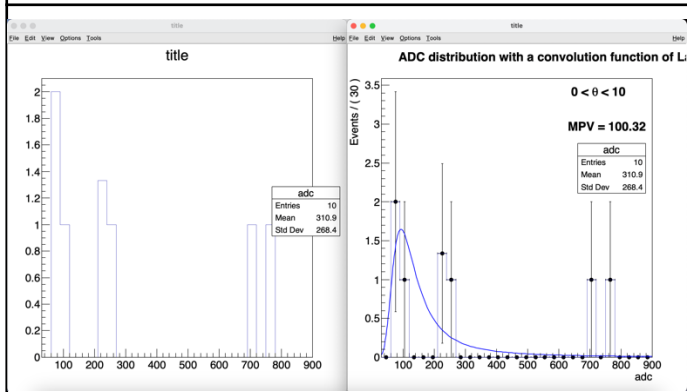 title
File Edit View Options Tools Help
title
2
1.8
1.6
1.4
1.2
1
0.8
0.6
0.4
0.2
0
100 200 300 400 500 600 700 800 900
adc
Entries 10
Mean 310.9
Std Dev 268.4
title
File Edit View Options Tools Help
ADC distribution with a convolution function of La
Events / ( 30 )
3.5
3
2.5
2
1.5
1
0.5
0
0 < θ < 10
MPV = 100.32
adc
Entries 10
Mean 310.9
Std Dev 268.4
100 200 300 400 500 600 700 800 900
adc